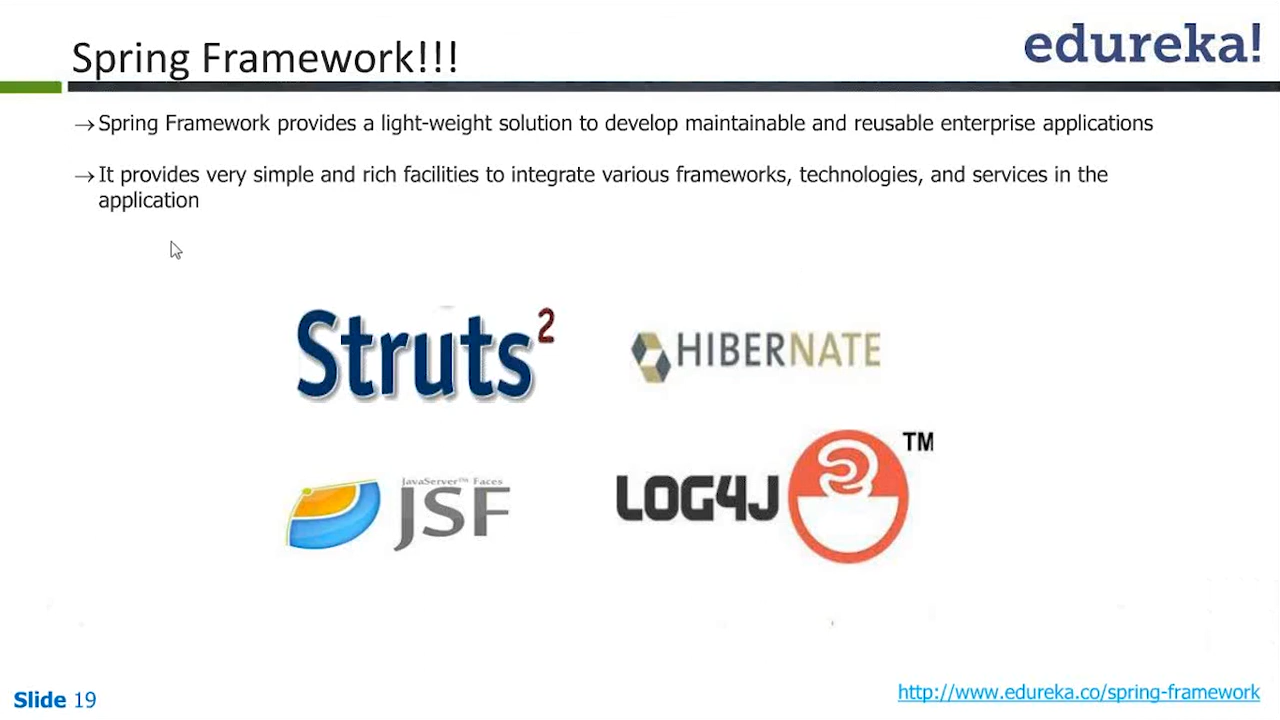 Spring Framework!!!
edureka!
→ Spring Framework provides a light-weight solution to develop maintainable and reusable enterprise applications
→ It provides very simple and rich facilities to integrate various frameworks, technologies, and services in the
application
Struts2
HIBERNATE
JavaServer™ Faces
JSF
LOG4J
TM
Slide 19
http://www.edureka.co/spring-framework